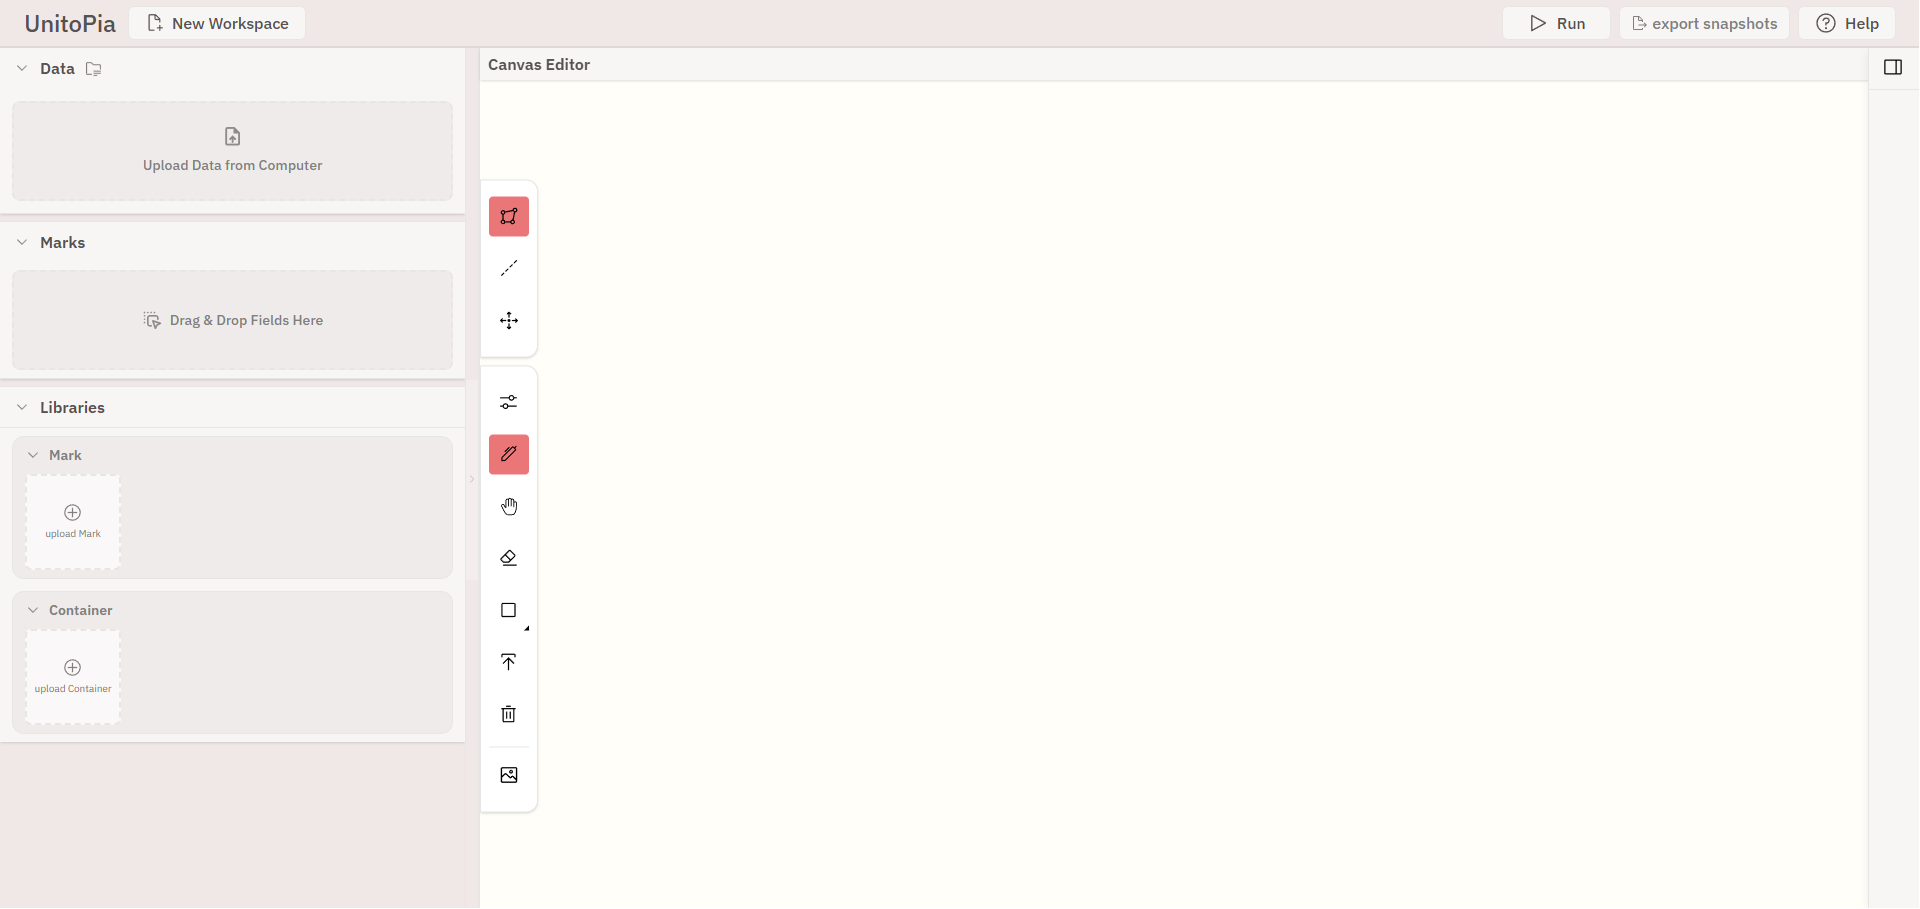 UnitoPia
New Workspace
Run
export snapshots
Help
Data
Upload Data from Computer
Marks
Drag & Drop Fields Here
Libraries
Mark
upload Mark
Container
upload Container
Canvas Editor